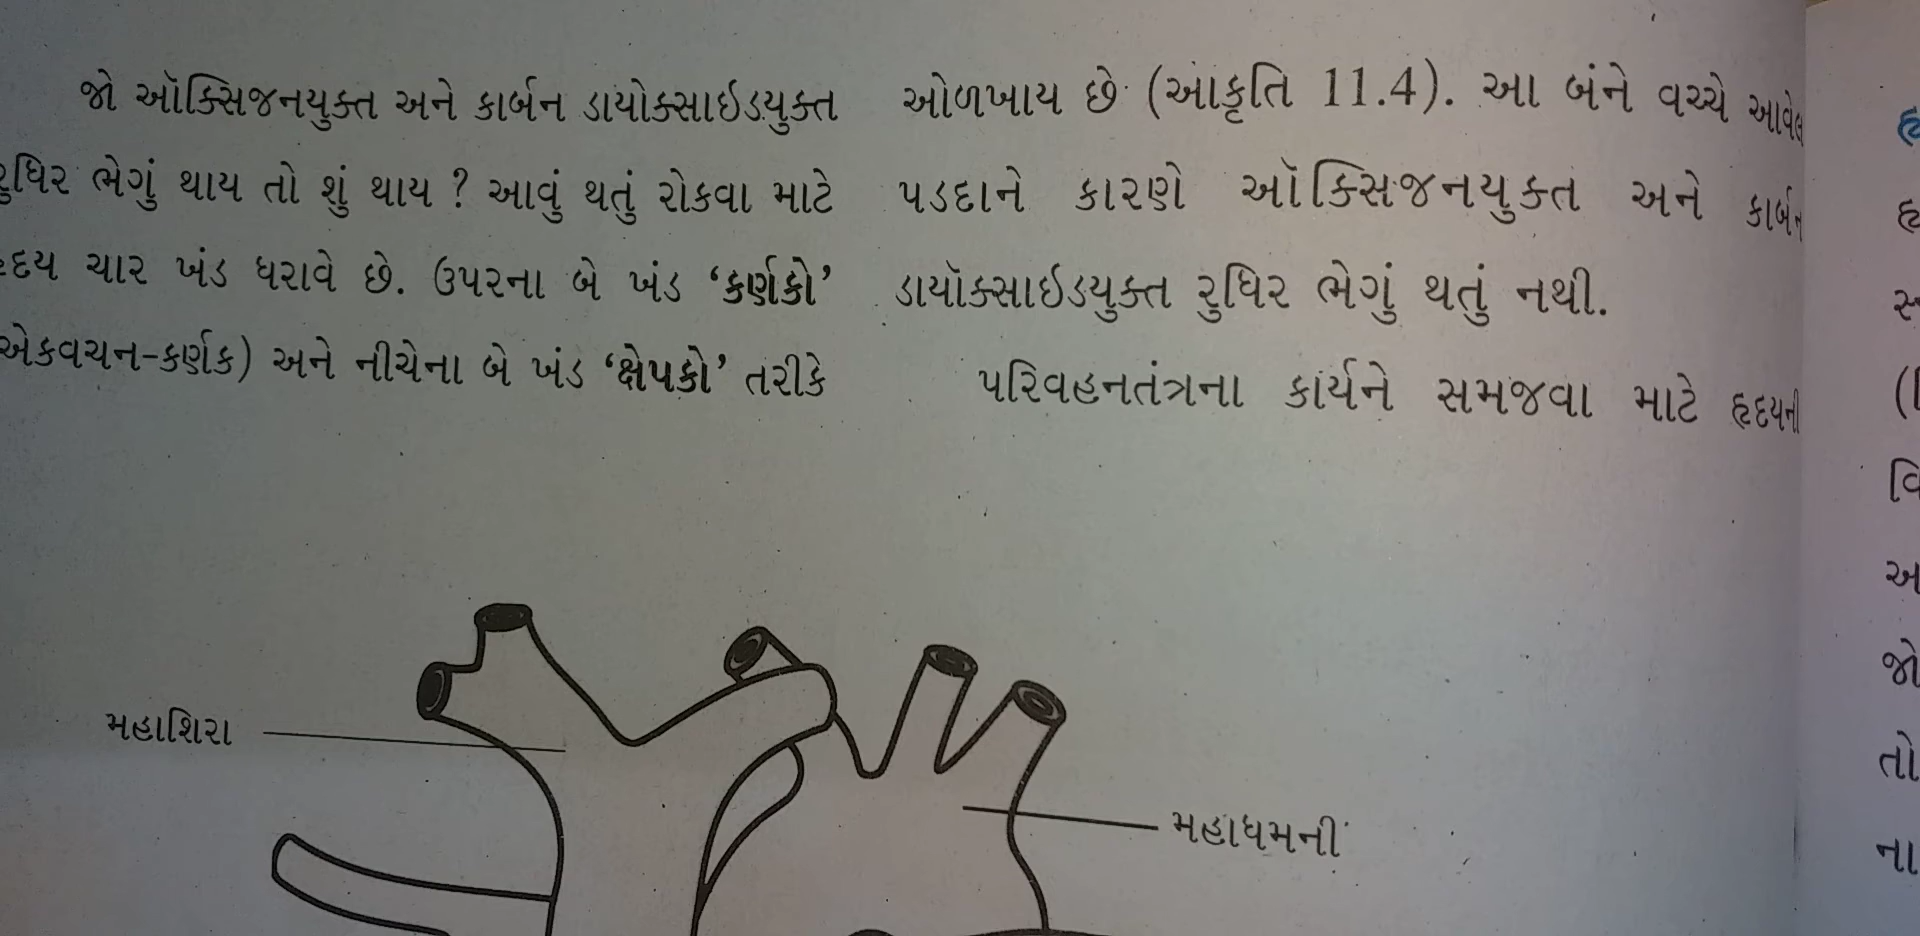 જો ઑક્સિજનયુક્ત અને કાર્બન ડાયોક્સાઇડયુક્ત
રુધિર ભેગું થાય તો શું થાય ? આવું થતું રોકવા માટે
ચાર ખંડ ધરાવે છે. ઉપરના બે ખંડ ‘કર્ણકો’
એકવચન-કર્ણક) અને નીચેના બે ખંડ ‘ક્ષેપકો’ તરીકે
ઓળખાય છે (આકૃતિ 11.4). આ બંને વચ્ચે આવેલ
પડદાને કારણે ઑક્સિજનયુક્ત અને કાર્બન
ડાયૉક્સાઇડયુક્ત રુધિર ભેગું થતું નથી.
પરિવહનતંત્રના કાર્યને સમજવા માટે હૃદયની
મહાશિરા
મહાધમની
જો
તો